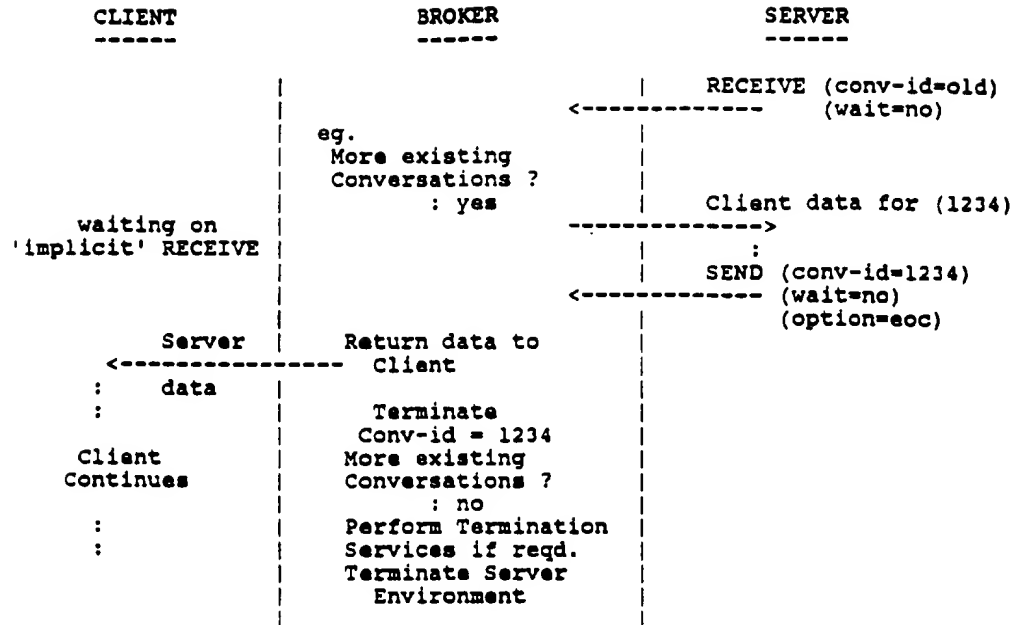 CLIENT BROKER SERVER
RECEIVE (conv-id=old)
(wait=no)
eg.
More existing
Conversations ?
: yes
Client data for (1234)
waiting on
'implicit' RECEIVE
:
SEND (conv-id=1234)
(wait=no)
(option=eoc)
Server Return data to
Client
: data
: Terminate
Conv-id = 1234
Client More existing
Continues Conversations ?
: no
: Perform Termination
: Services if reqd.
Terminate Server
Environment